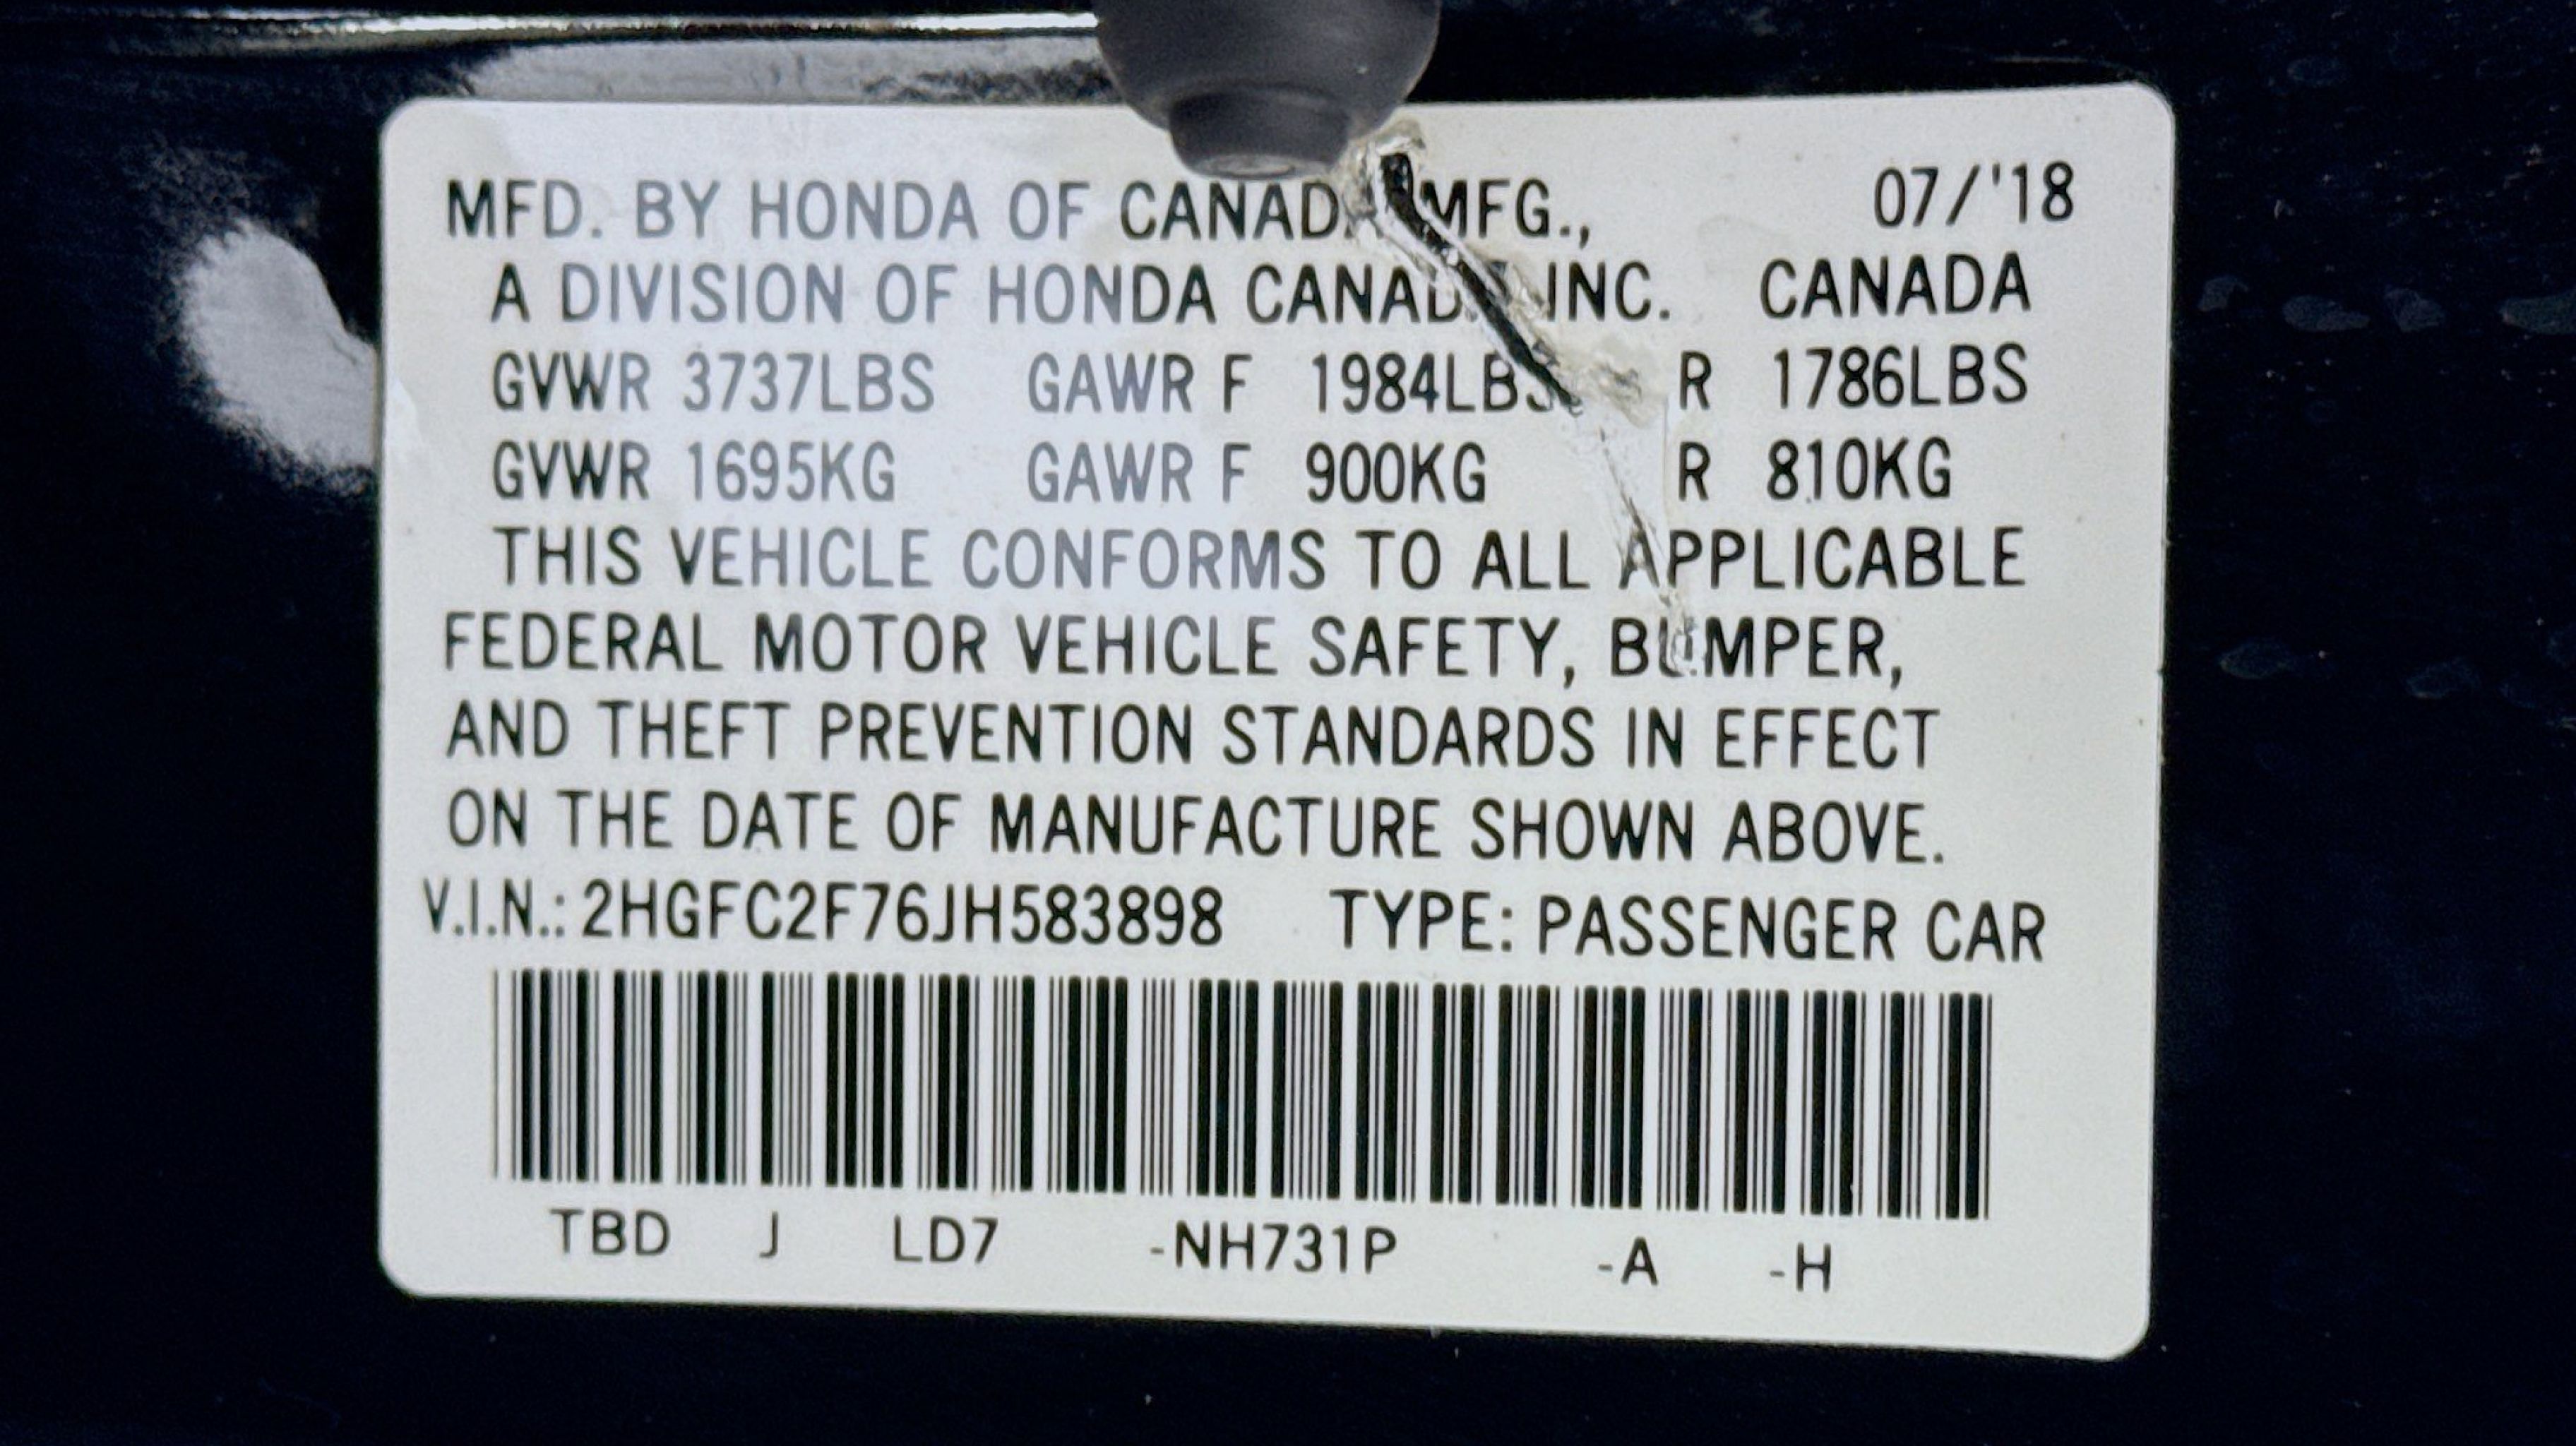 MFD. BY HONDA OF CANADA MFG., 07/'18
A DIVISION OF HONDA CANADA INC. CANADA
GVWR 3737LBS GAWR F 1984LBS R 1786LBS
GVWR 1695KG GAWR F 900KG R 810KG
THIS VEHICLE CONFORMS TO ALL APPLICABLE
FEDERAL MOTOR VEHICLE SAFETY, BUMPER,
AND THEFT PREVENTION STANDARDS IN EFFECT
ON THE DATE OF MANUFACTURE SHOWN ABOVE.
V.I.N.: 2HGFC2F76JH583898 TYPE: PASSENGER CAR
TBD J LD7 -NH731P -A -H